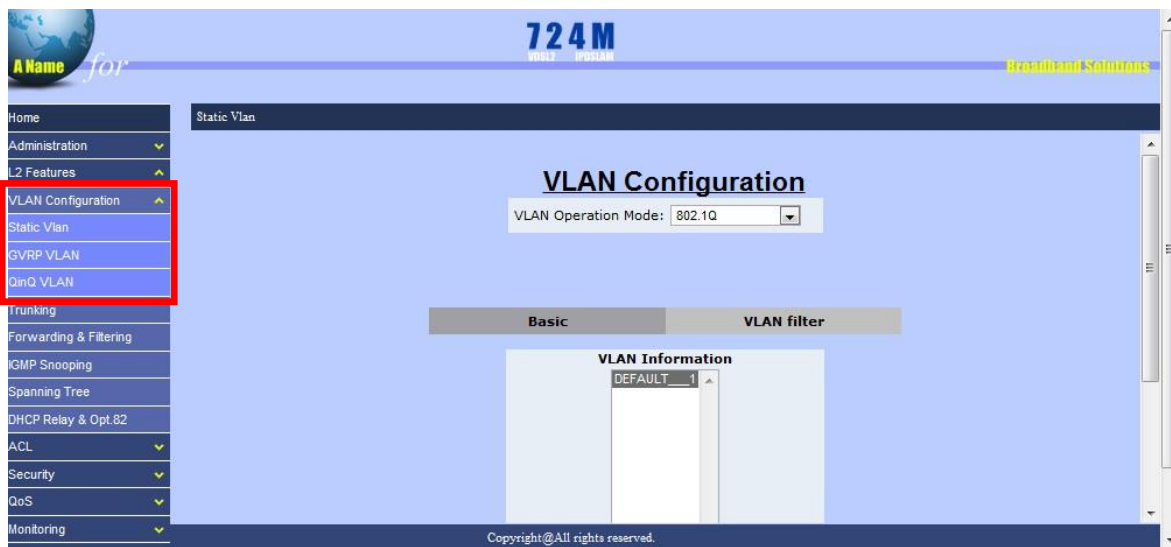 724M
VDSL2 IPDSLAM
A Name for
Broadband Solutions
Home
Administration
L2 Features
VLAN Configuration
Static Vlan
GVRP VLAN
QinQ VLAN
Trunking
Forwarding & Filtering
IGMP Snooping
Spanning Tree
DHCP Relay & Opt.82
ACL
Security
QoS
Monitoring
Static Vlan
VLAN Configuration
VLAN Operation Mode: 802.1Q
Basic VLAN filter
VLAN Information
DEFAULT___1
Copyright@All rights reserved.